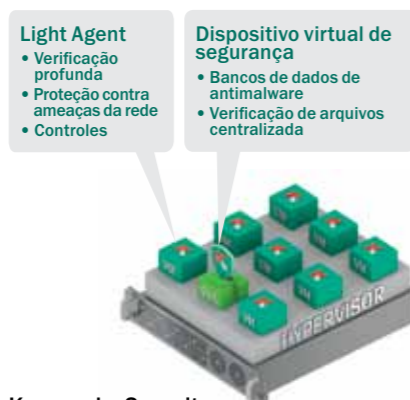 Light Agent
• Verificação
profunda
• Proteção contra
ameaças da rede
• Controles
Dispositivo virtual de
segurança
• Bancos de dados de
antimalware
• Verificação de arquivos
centralizada
HYPERVISOR